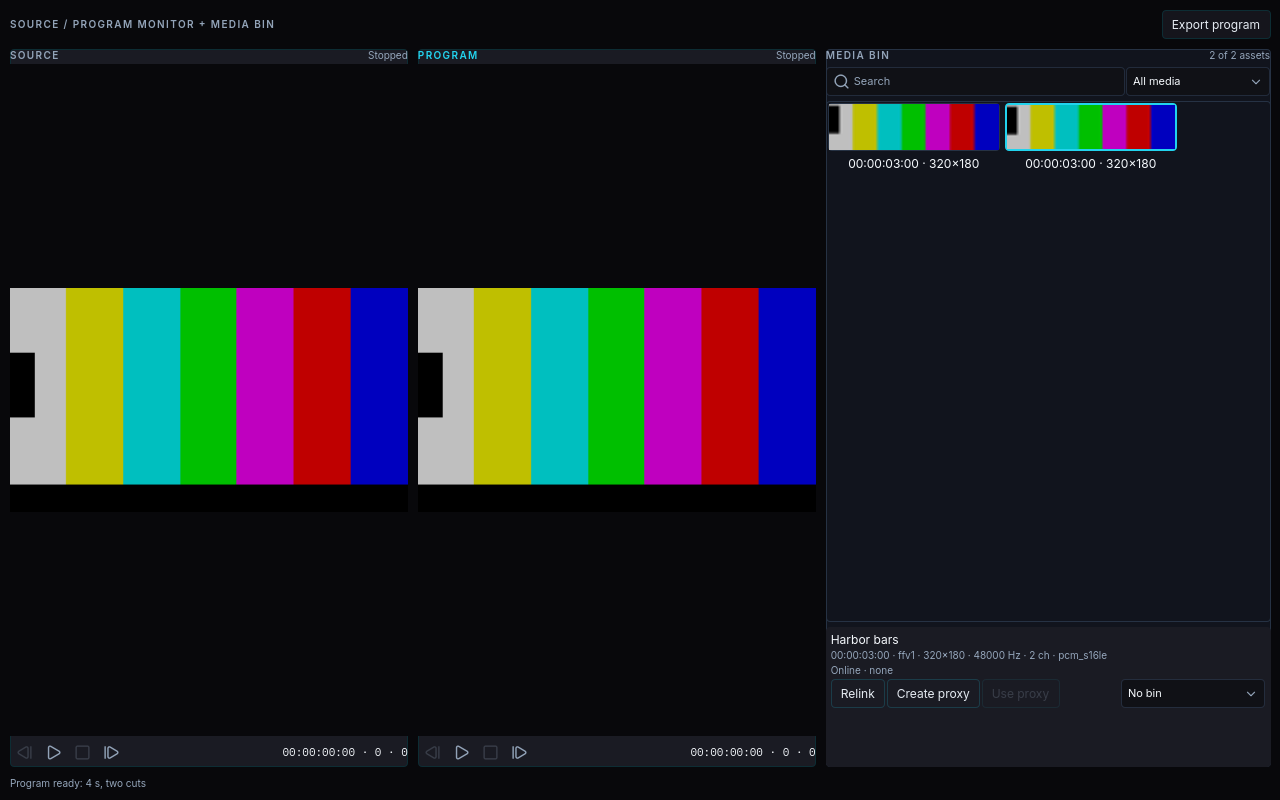 SOURCE / PROGRAM MONITOR + MEDIA BIN
Export program
SOURCE
Stopped
PROGRAM
Stopped
MEDIA BIN
2 of 2 assets
Search
All media
00:00:03:00 · 320×180
00:00:03:00 · 320×180
Harbor bars
00:00:03:00 · ffv1 · 320×180 · 48000 Hz · 2 ch · pcm_s16le
Online · none
Relink
Create proxy
Use proxy
No bin
00:00:00:00 · 0 · 0
00:00:00:00 · 0 · 0
Program ready: 4 s, two cuts